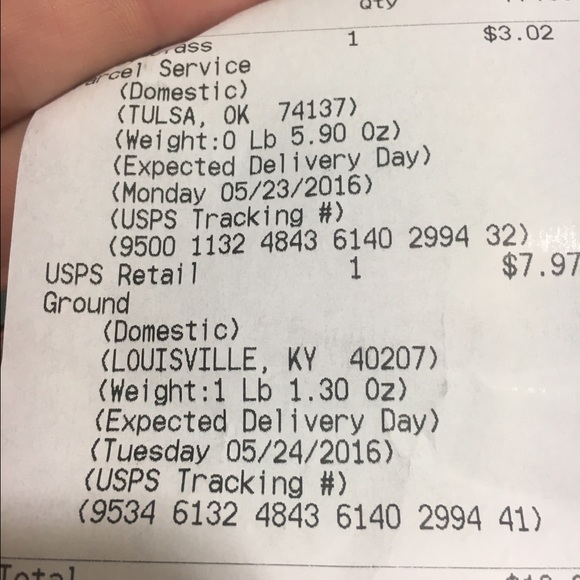 Qty
1 $3.02
Service
(Domestic)
(TULSA, OK 74137)
(Weight:0 Lb 5.90 Oz)
(Expected Delivery Day)
(Monday 05/23/2016)
(USPS Tracking #)
(9500 1132 4843 6140 2994 32)
USPS Retail 1 $7.97
Ground
(Domestic)
(LOUISVILLE, KY 40207)
(Weight:1 Lb 1.30 Oz)
(Expected Delivery Day)
(Tuesday 05/24/2016)
(USPS Tracking #)
(9534 6132 4843 6140 2994 41)
Total